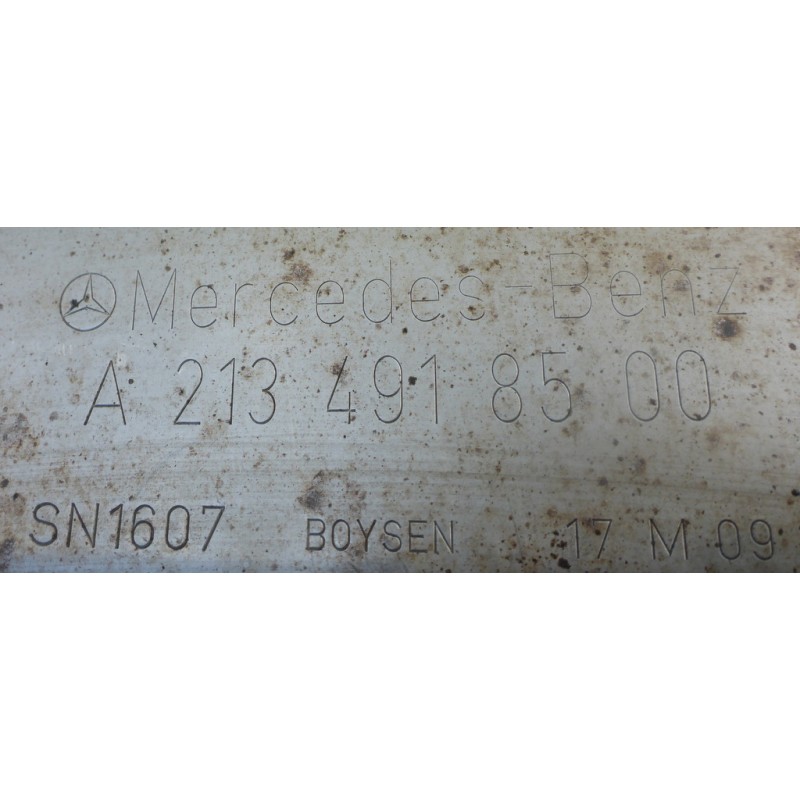 Mercedes-Benz
A 213 491 85 00
SN1607 BOYSEN 17 M 09